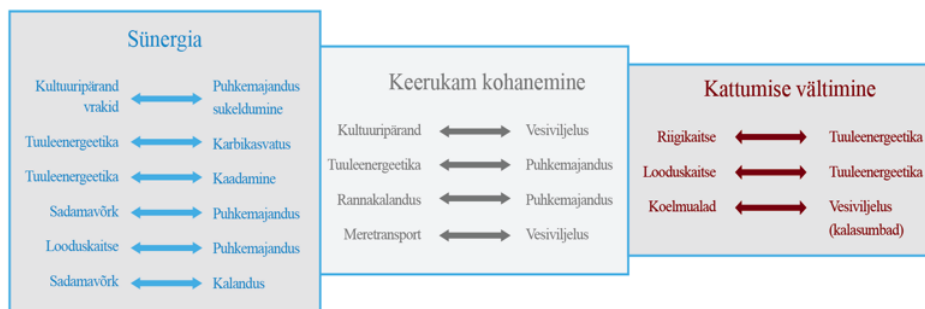 Sünergia
Kultuuripärand Puhkemajandus
vrakid sukeldumine
Tuuleenergeetika Karbikasvatus
Tuuleenergeetika Kaadamine
Sadamavõrk Puhkemajandus
Looduskaitse Puhkemajandus
Sadamavõrk Kalandus
Keerukam kohanemine
Kultuuripärand Vesiviljelus
Tuuleenergeetika Puhkemajandus
Rannakalandus Puhkemajandus
Meretransport Vesiviljelus
Kattumise vältimine
Riigikaitse Tuuleenergeetika
Looduskaitse Tuuleenergeetika
Koelmualad Vesiviljelus
(kalasumbad)